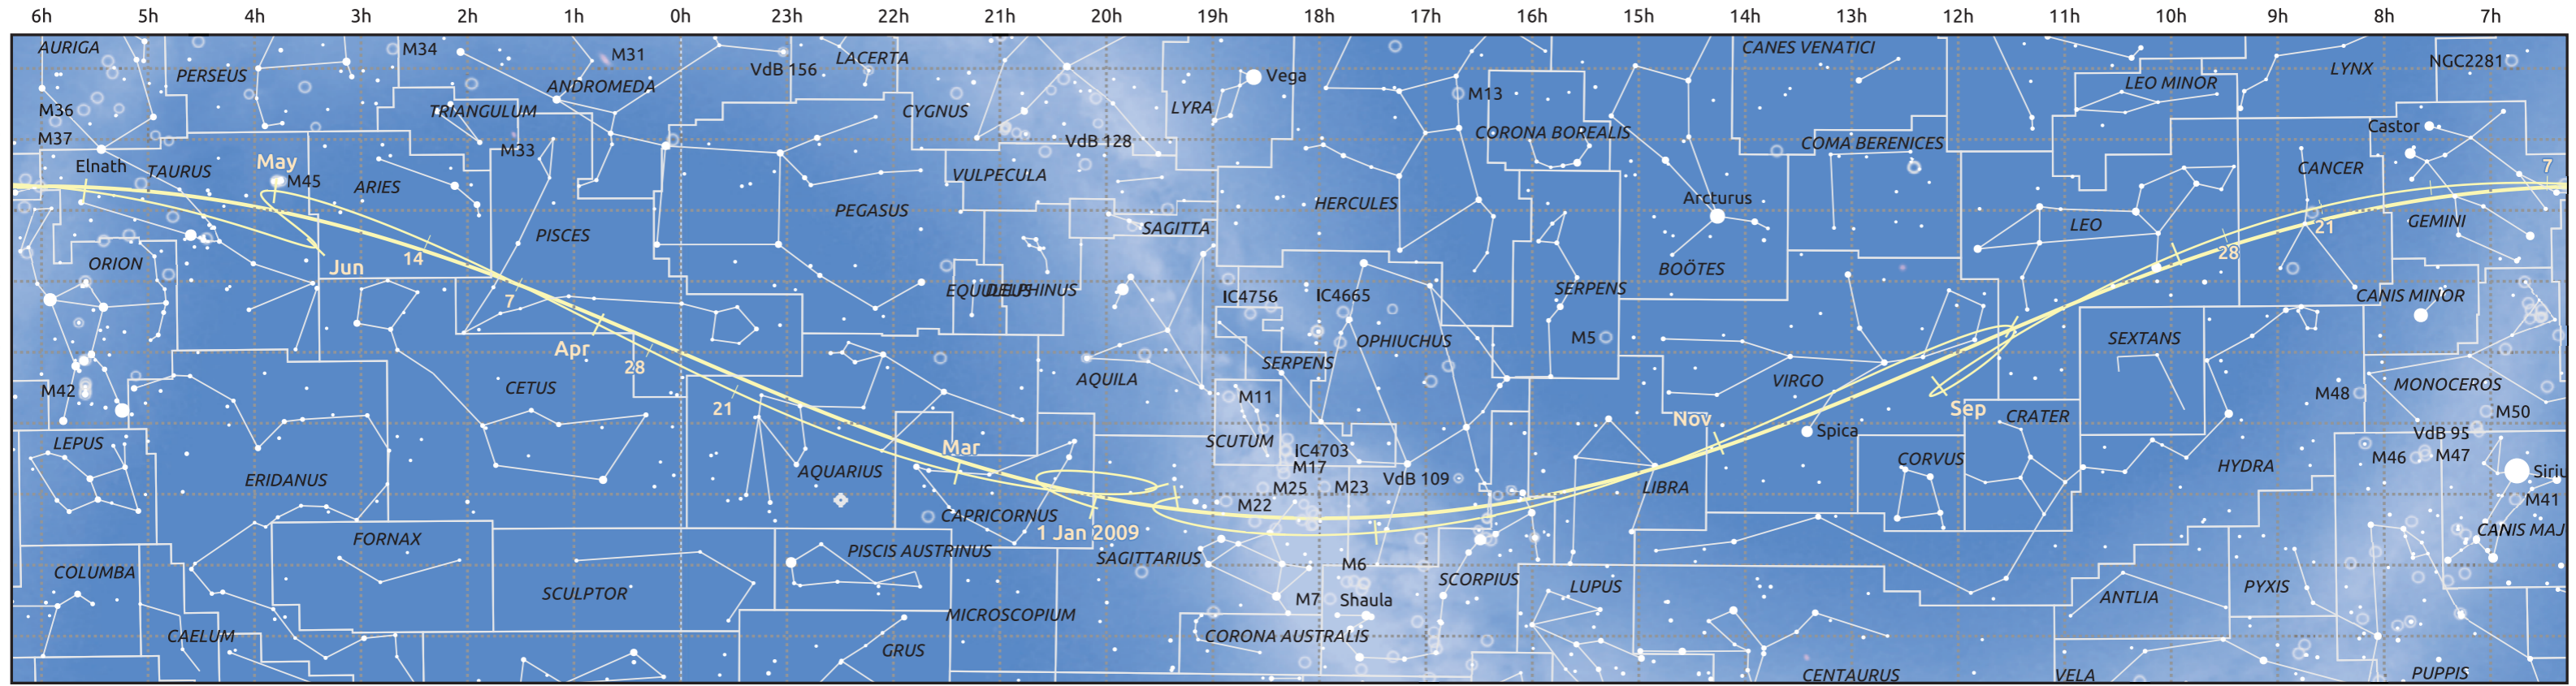 6h 5h 4h 3h 2h 1h 0h 23h 22h 21h 20h 19h 18h 17h 16h 15h 14h 13h 12h 11h 10h 9h 8h 7h
AURIGA M34 M31 LACERTA CANES VENATICI
PERSEUS VdB 156 Vega LEO MINOR LYNX NGC2281
ANDROMEDA M13
M36 TRIANGULUM CYGNUS LYRA
M37 M33 VdB 128 CORONA BOREALIS COMA BERENICES Castor
Elnath TAURUS May M45 ARIES VULPECULA CANCER 7
PEGASUS HERCULES Arcturus
PISCES SAGITTA LEO 21 GEMINI
ORION Jun 14 BOÖTES 28
7 EQUULEUS DELPHINUS IC4756 IC4665 SERPENS CANIS MINOR
Apr 28 SERPENS OPHIUCHUS M5 SEXTANS
M42 CETUS AQUILA VIRGO MONOCEROS
21 M11 Sep CRATER M48 M50
LEPUS Mar SCUTUM IC4703 Nov Spica VdB 95
ERIDANUS AQUARIUS M17 VdB 109 CORVUS HYDRA M46 M47 Siriu
M25 M23 LIBRA
CAPRICORNUS M22 M41
FORNAX 1 Jan 2009 CANIS MAJ
PISCIS AUSTRINUS SAGITTARIUS M6
COLUMBA SCULPTOR SCORPIUS LUPUS PYXIS
M7 Shaula ANTLIA
MICROSCOPIUM
CAELUM GRUS CORONA AUSTRALIS
CENTAURUS VELA PUPPIS